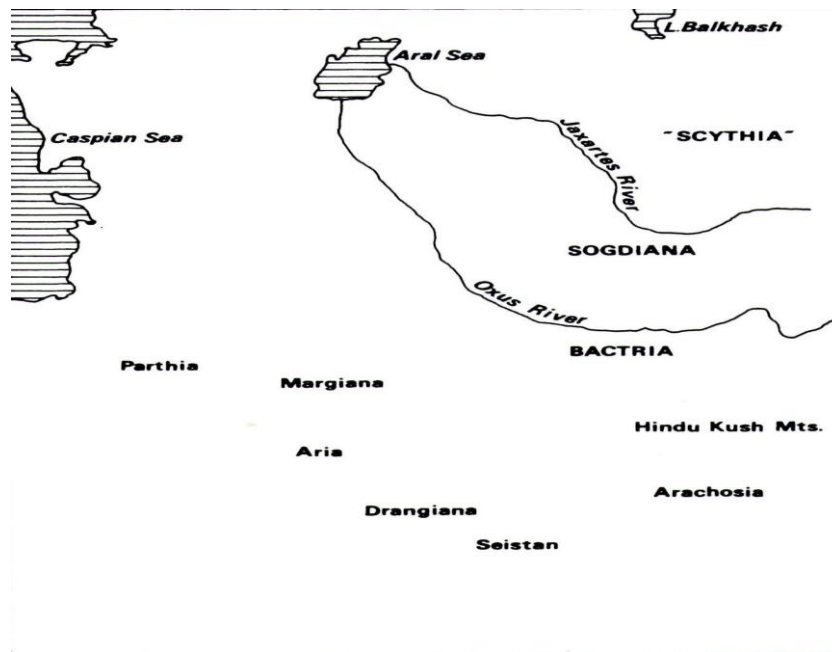 L.Balkhash
Aral Sea
Caspian Sea
Jaxartes River
"SCYTHIA"
SOGDIANA
Oxus River
BACTRIA
Parthia
Margiana
Hindu Kush Mts.
Aria
Arachosia
Drangiana
Seistan